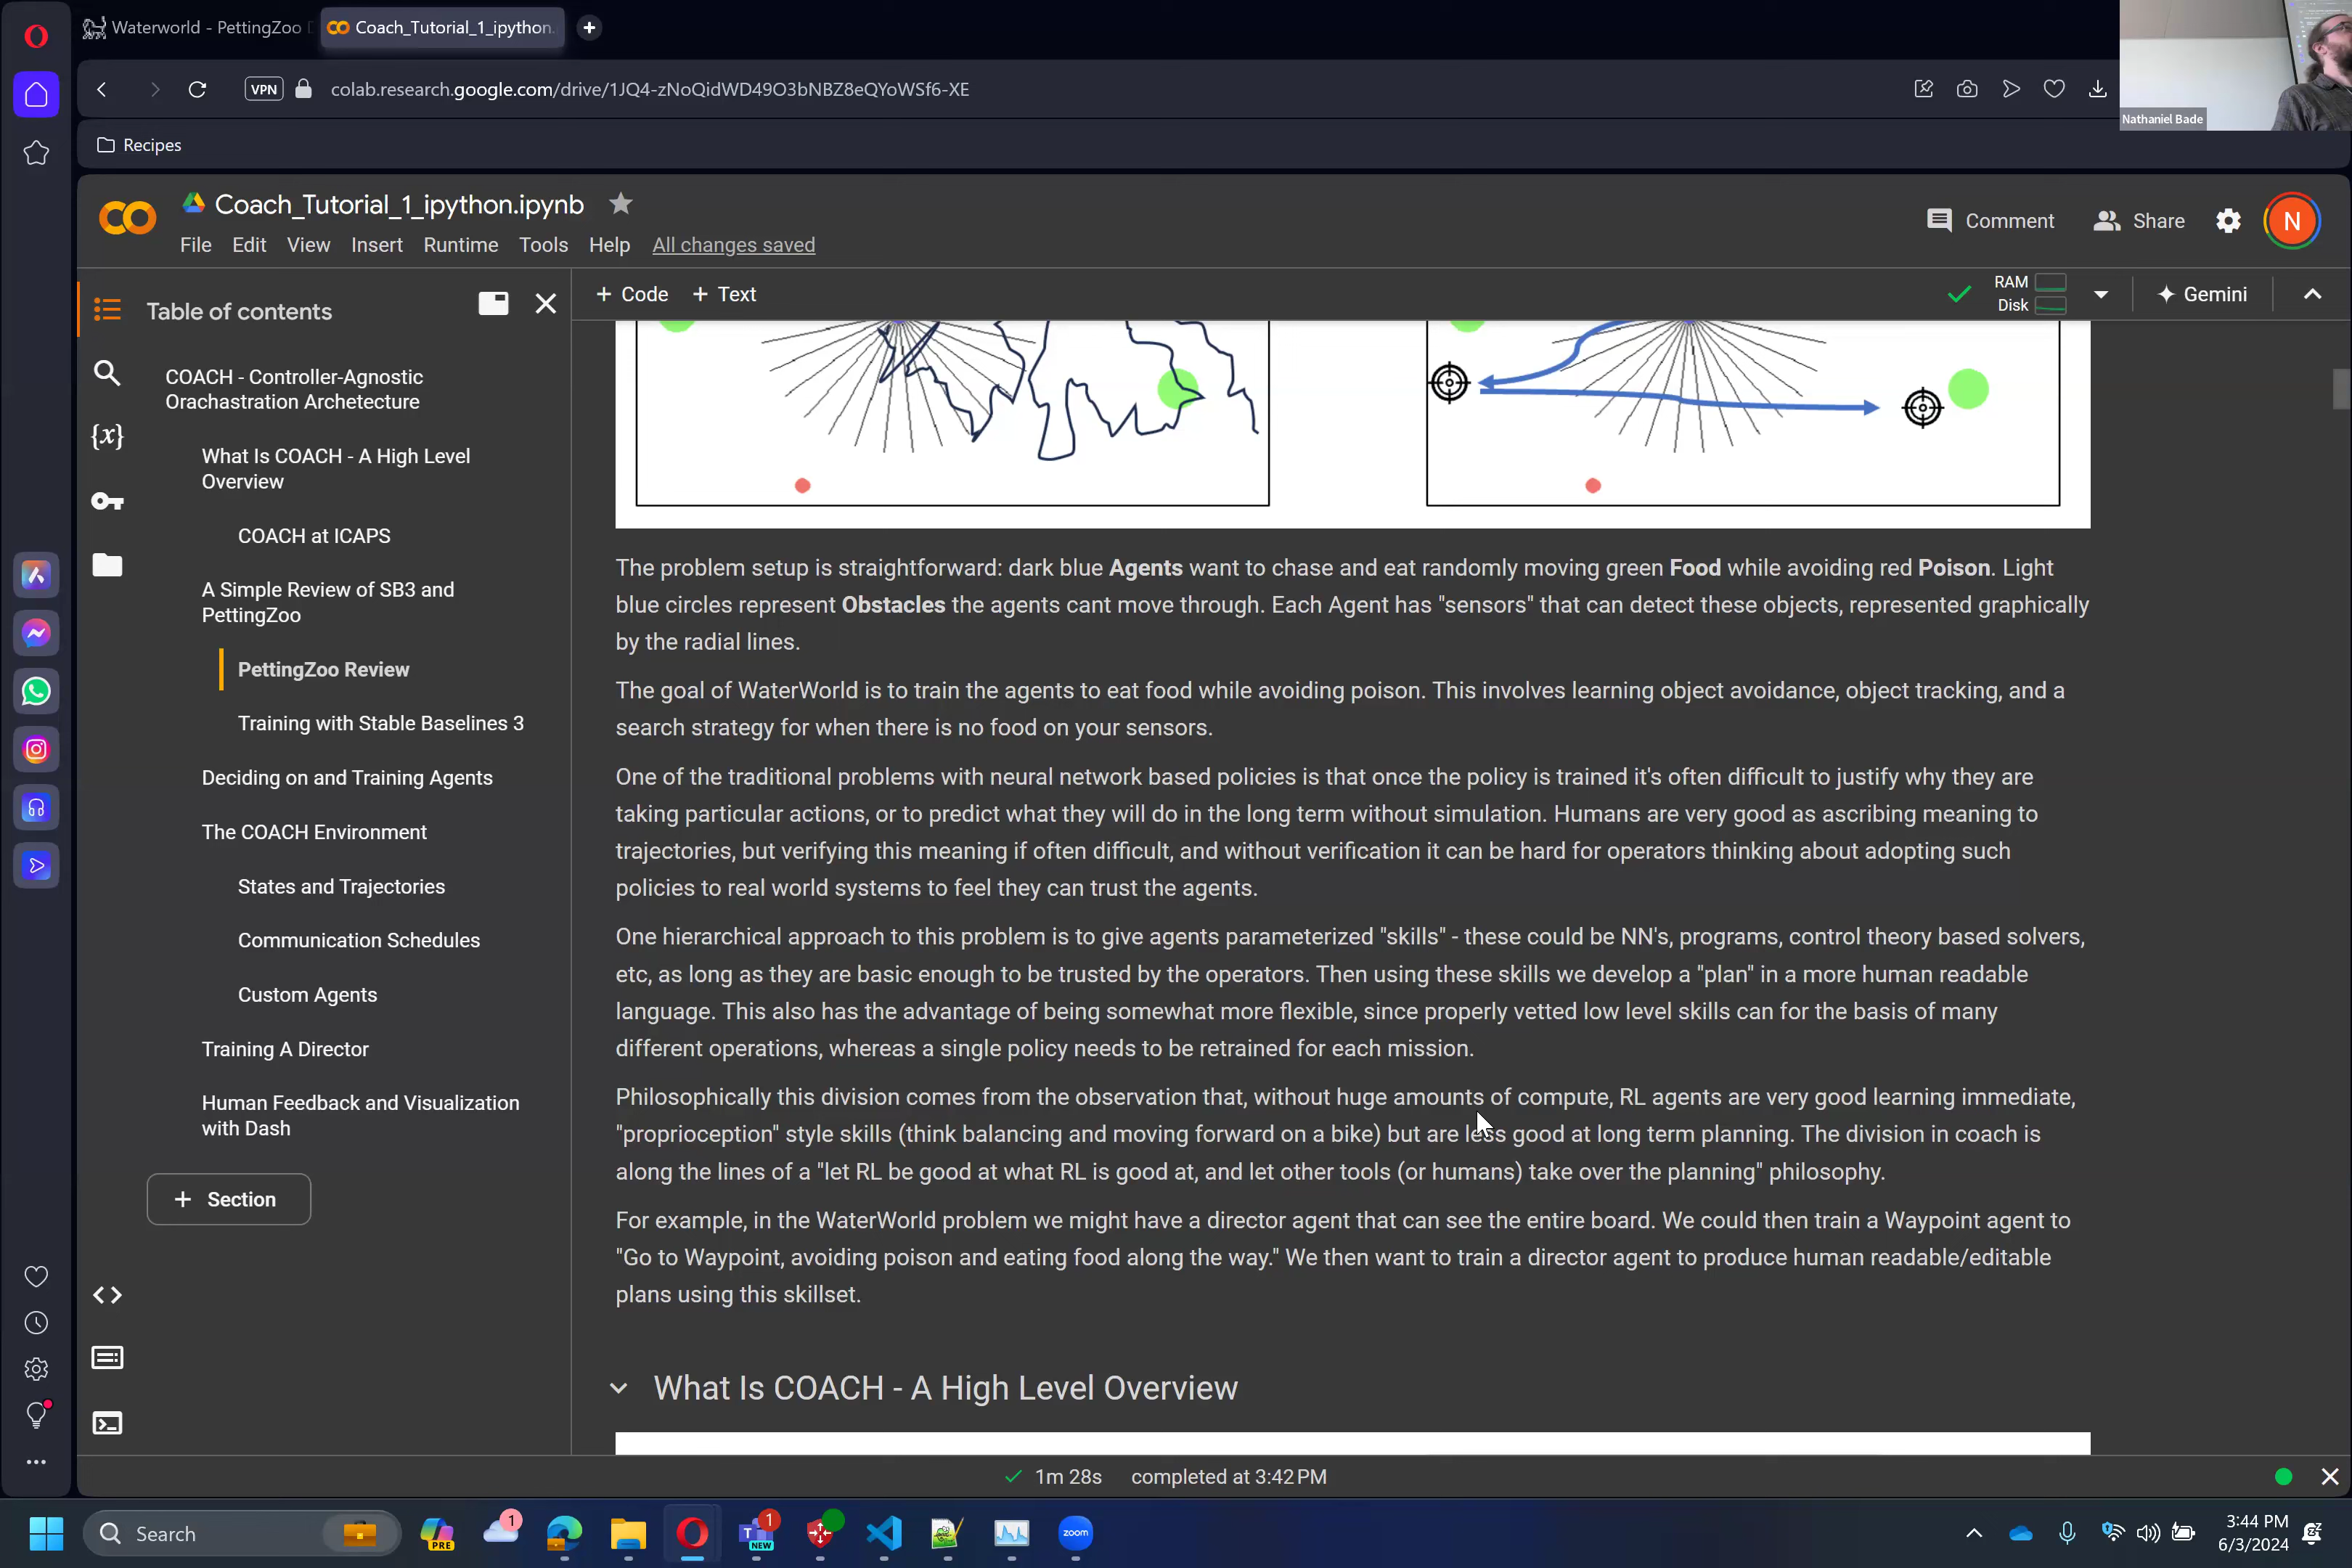 Waterworld - PettingZoo
Coach_Tutorial_1_ipython.
VPN
colab.research.google.com/drive/1JQ4-zNoQidWD49O3bNBZ8eQYoWSf6-XE
Nathaniel Bade
Recipes
Coach_Tutorial_1_ipython.ipynb
File Edit View Insert Runtime Tools Help All changes saved
Comment
Share
N
Table of contents
+ Code + Text
RAM
Disk
Gemini
COACH - Controller-Agnostic
Orachastration Archetecture
What Is COACH - A High Level
Overview
COACH at ICAPS
A Simple Review of SB3 and
PettingZoo
PettingZoo Review
Training with Stable Baselines 3
Deciding on and Training Agents
The COACH Environment
States and Trajectories
Communication Schedules
Custom Agents
Training A Director
Human Feedback and Visualization
with Dash
+ Section
{x}
The problem setup is straightforward: dark blue Agents want to chase and eat randomly moving green Food while avoiding red Poison. Light
blue circles represent Obstacles the agents cant move through. Each Agent has "sensors" that can detect these objects, represented graphically
by the radial lines.
The goal of WaterWorld is to train the agents to eat food while avoiding poison. This involves learning object avoidance, object tracking, and a
search strategy for when there is no food on your sensors.
One of the traditional problems with neural network based policies is that once the policy is trained it's often difficult to justify why they are
taking particular actions, or to predict what they will do in the long term without simulation. Humans are very good as ascribing meaning to
trajectories, but verifying this meaning if often difficult, and without verification it can be hard for operators thinking about adopting such
policies to real world systems to feel they can trust the agents.
One hierarchical approach to this problem is to give agents parameterized "skills" - these could be NN's, programs, control theory based solvers,
etc, as long as they are basic enough to be trusted by the operators. Then using these skills we develop a "plan" in a more human readable
language. This also has the advantage of being somewhat more flexible, since properly vetted low level skills can for the basis of many
different operations, whereas a single policy needs to be retrained for each mission.
Philosophically this division comes from the observation that, without huge amounts of compute, RL agents are very good learning immediate,
"proprioception" style skills (think balancing and moving forward on a bike) but are less good at long term planning. The division in coach is
along the lines of a "let RL be good at what RL is good at, and let other tools (or humans) take over the planning" philosophy.
For example, in the WaterWorld problem we might have a director agent that can see the entire board. We could then train a Waypoint agent to
"Go to Waypoint, avoiding poison and eating food along the way." We then want to train a director agent to produce human readable/editable
plans using this skillset.
What Is COACH - A High Level Overview
1m 28s completed at 3:42 PM
Search
PRE
1
1
NEW
zoom
3:44 PM
6/3/2024